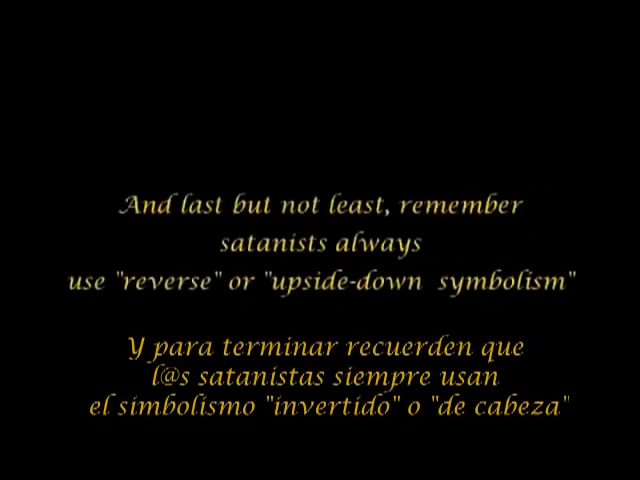 And last but not least, remember
satanists always
use "reverse" or "upside-down symbolism"
Y para terminar recuerden que
l@s satanistas siempre usan
el simbolismo "invertido" o "de cabeza"